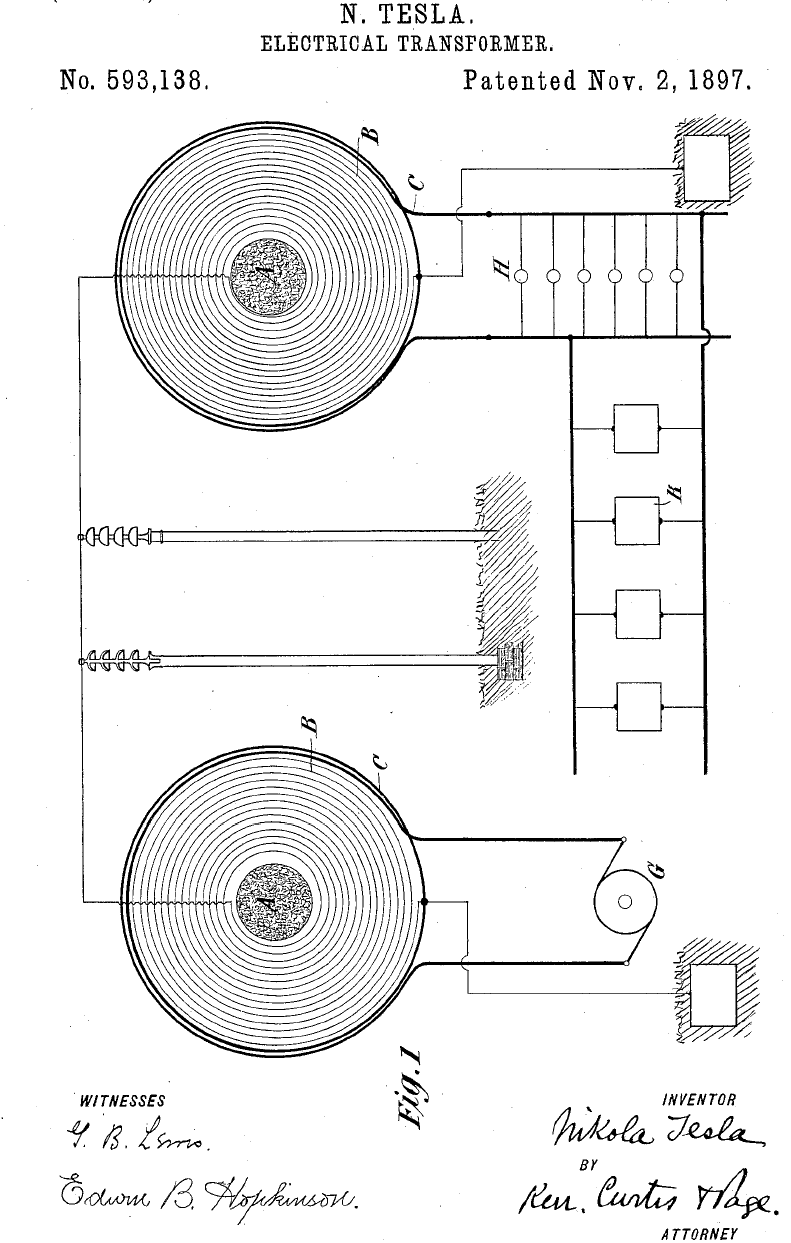 N. TESLA.
ELECTRICAL TRANSFORMER.
No. 593,138.
Patented Nov. 2, 1897.
B
C
A
H
K
B
C
A
G
Fig.1
WITNESSES
G. B. Lewis.
Edwin B. Hopkinson.
INVENTOR
Nikola Tesla
BY
Kerr, Curtis & Page.
ATTORNEY